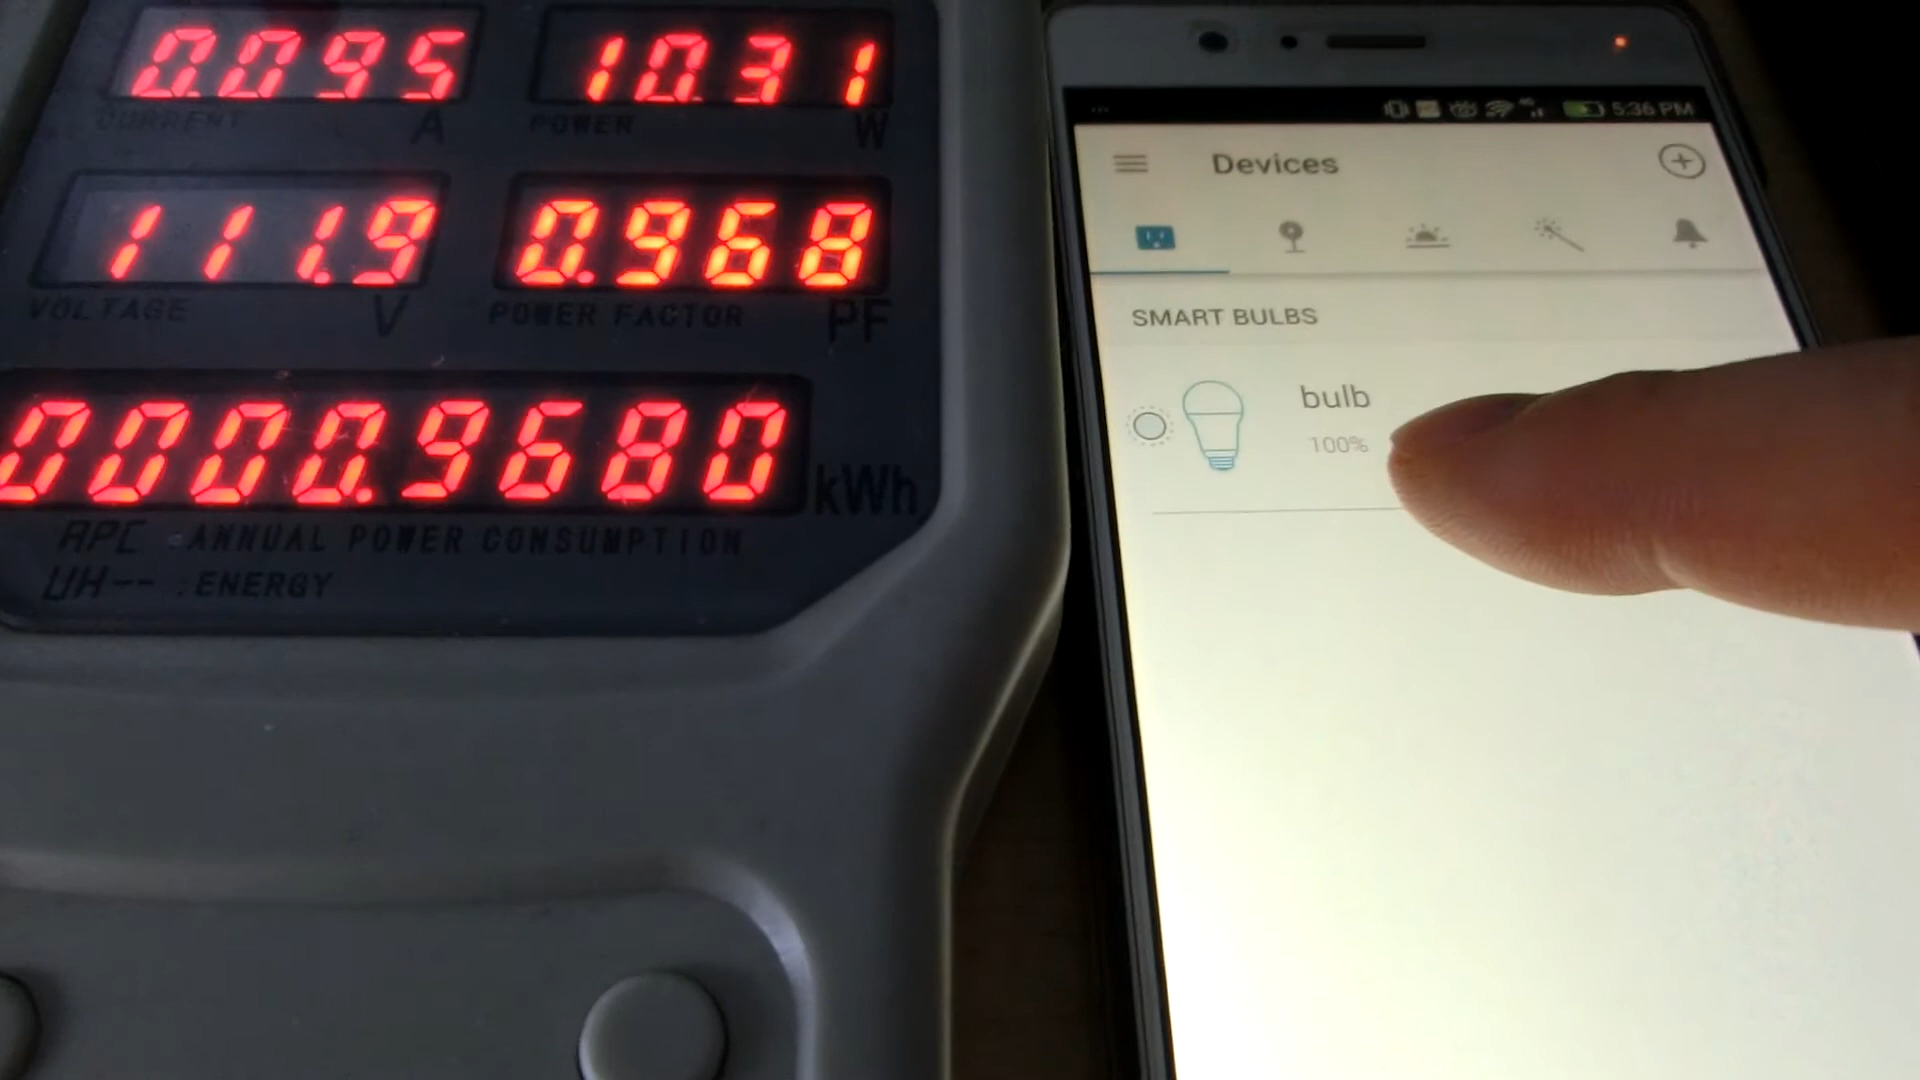 0.095 10.31
CURRENT A POWER W
111.9 0.968
VOLTAGE V POWER FACTOR PF
0000.9680 kWh
APC :ANNUAL POWER CONSUMPTION
UH-- :ENERGY
5:36 PM
Devices
SMART BULBS
bulb
100%